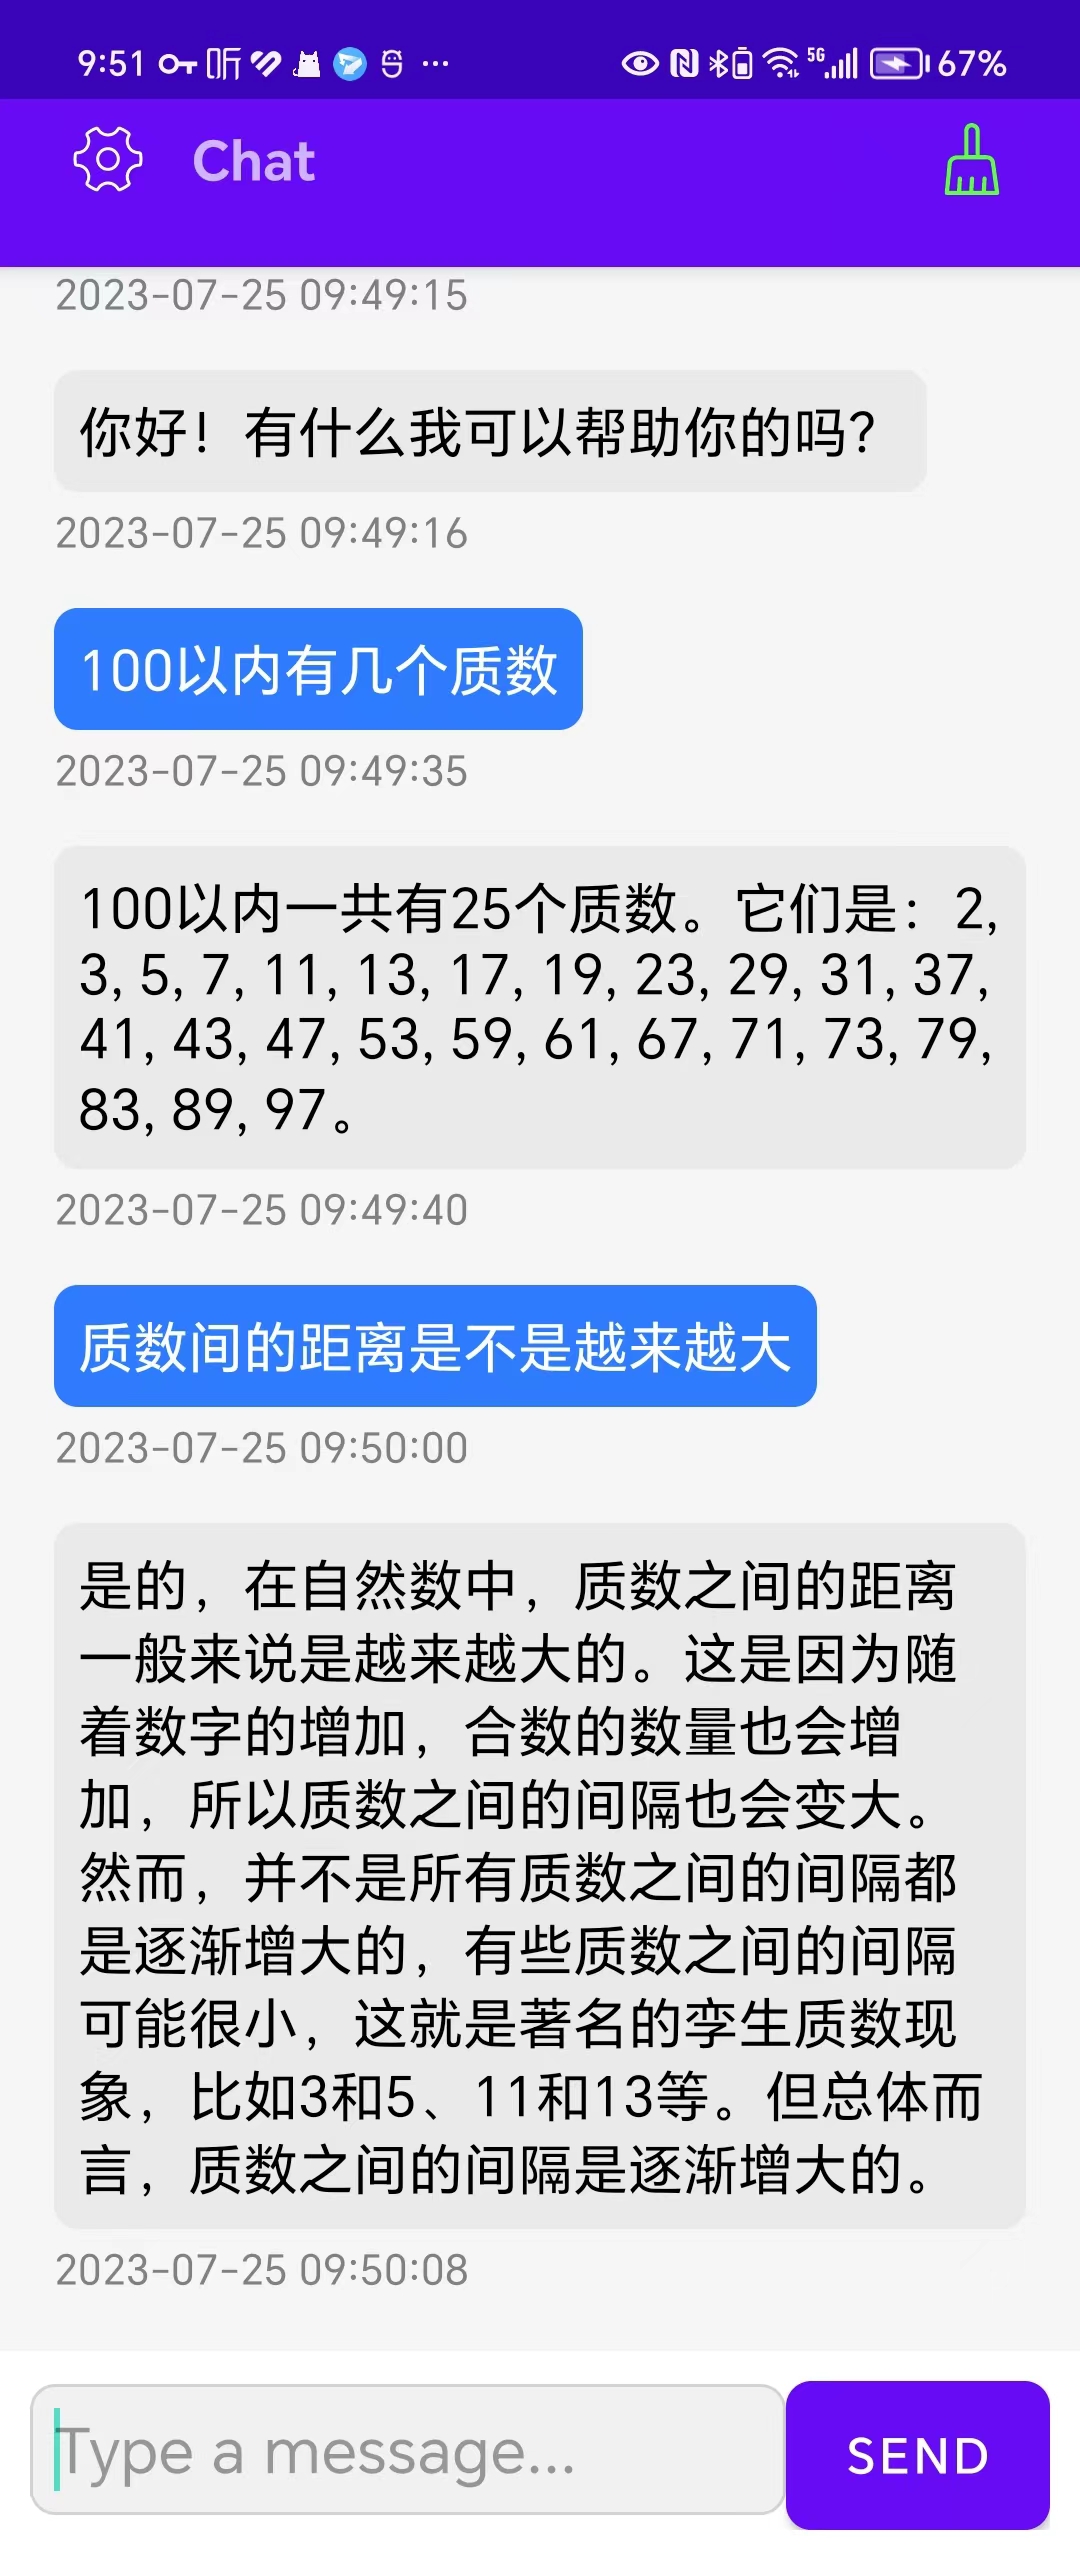 9:51 听 ... 5G 67%
Chat
2023-07-25 09:49:15
你好！有什么我可以帮助你的吗？
2023-07-25 09:49:16
100以内有几个质数
2023-07-25 09:49:35
100以内一共有25个质数。它们是：2,
3, 5, 7, 11, 13, 17, 19, 23, 29, 31, 37,
41, 43, 47, 53, 59, 61, 67, 71, 73, 79,
83, 89, 97。
2023-07-25 09:49:40
质数间的距离是不是越来越大
2023-07-25 09:50:00
是的，在自然数中，质数之间的距离
一般来说是越来越大的。这是因为随
着数字的增加，合数的数量也会增
加，所以质数之间的间隔也会变大。
然而，并不是所有质数之间的间隔都
是逐渐增大的，有些质数之间的间隔
可能很小，这就是著名的孪生质数现
象，比如3和5、11和13等。但总体而
言，质数之间的间隔是逐渐增大的。
2023-07-25 09:50:08
Type a message...
SEND